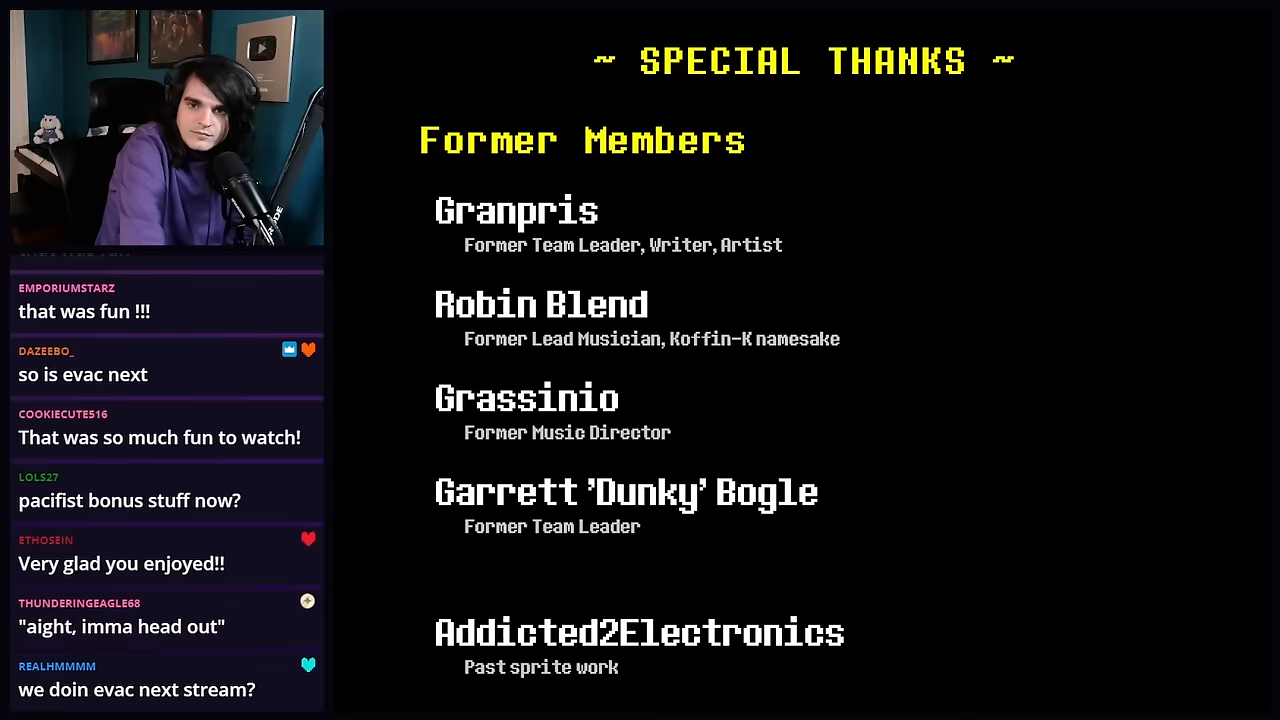 ~ SPECIAL THANKS ~
Former Members
Granpris
Former Team Leader, Writer, Artist
Robin Blend
Former Lead Musician, Koffin-K namesake
Grassinio
Former Music Director
Garrett 'Dunky' Bogle
Former Team Leader
Addicted2Electronics
Past sprite work
EMPORIUMSTARZ
that was fun !!!
DAZEEBO_
so is evac next
COOKIECUTE516
That was so much fun to watch!
LOLS27
pacifist bonus stuff now?
ETHOSEIN
Very glad you enjoyed!!
THUNDERINGEAGLE68
"aight, imma head out"
REALHMMMM
we doin evac next stream?